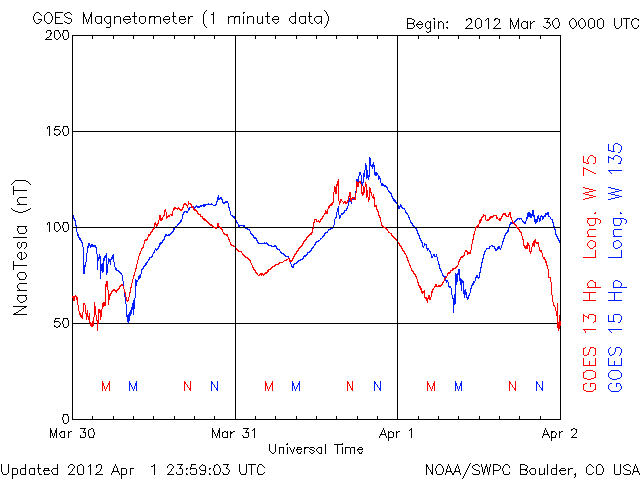 GOES Magnetometer (1 minute data)
Begin: 2012 Mar 30 0000 UTC
200
150
100
50
0
NanoTesla (nT)
M M N N M M N N M M N N
Mar 30 Mar 31 Apr 1 Apr 2
Universal Time
GOES 13 Hp Long. W 75
GOES 15 Hp Long. W 135
Updated 2012 Apr 1 23:59:03 UTC
NOAA/SWPC Boulder, CO USA